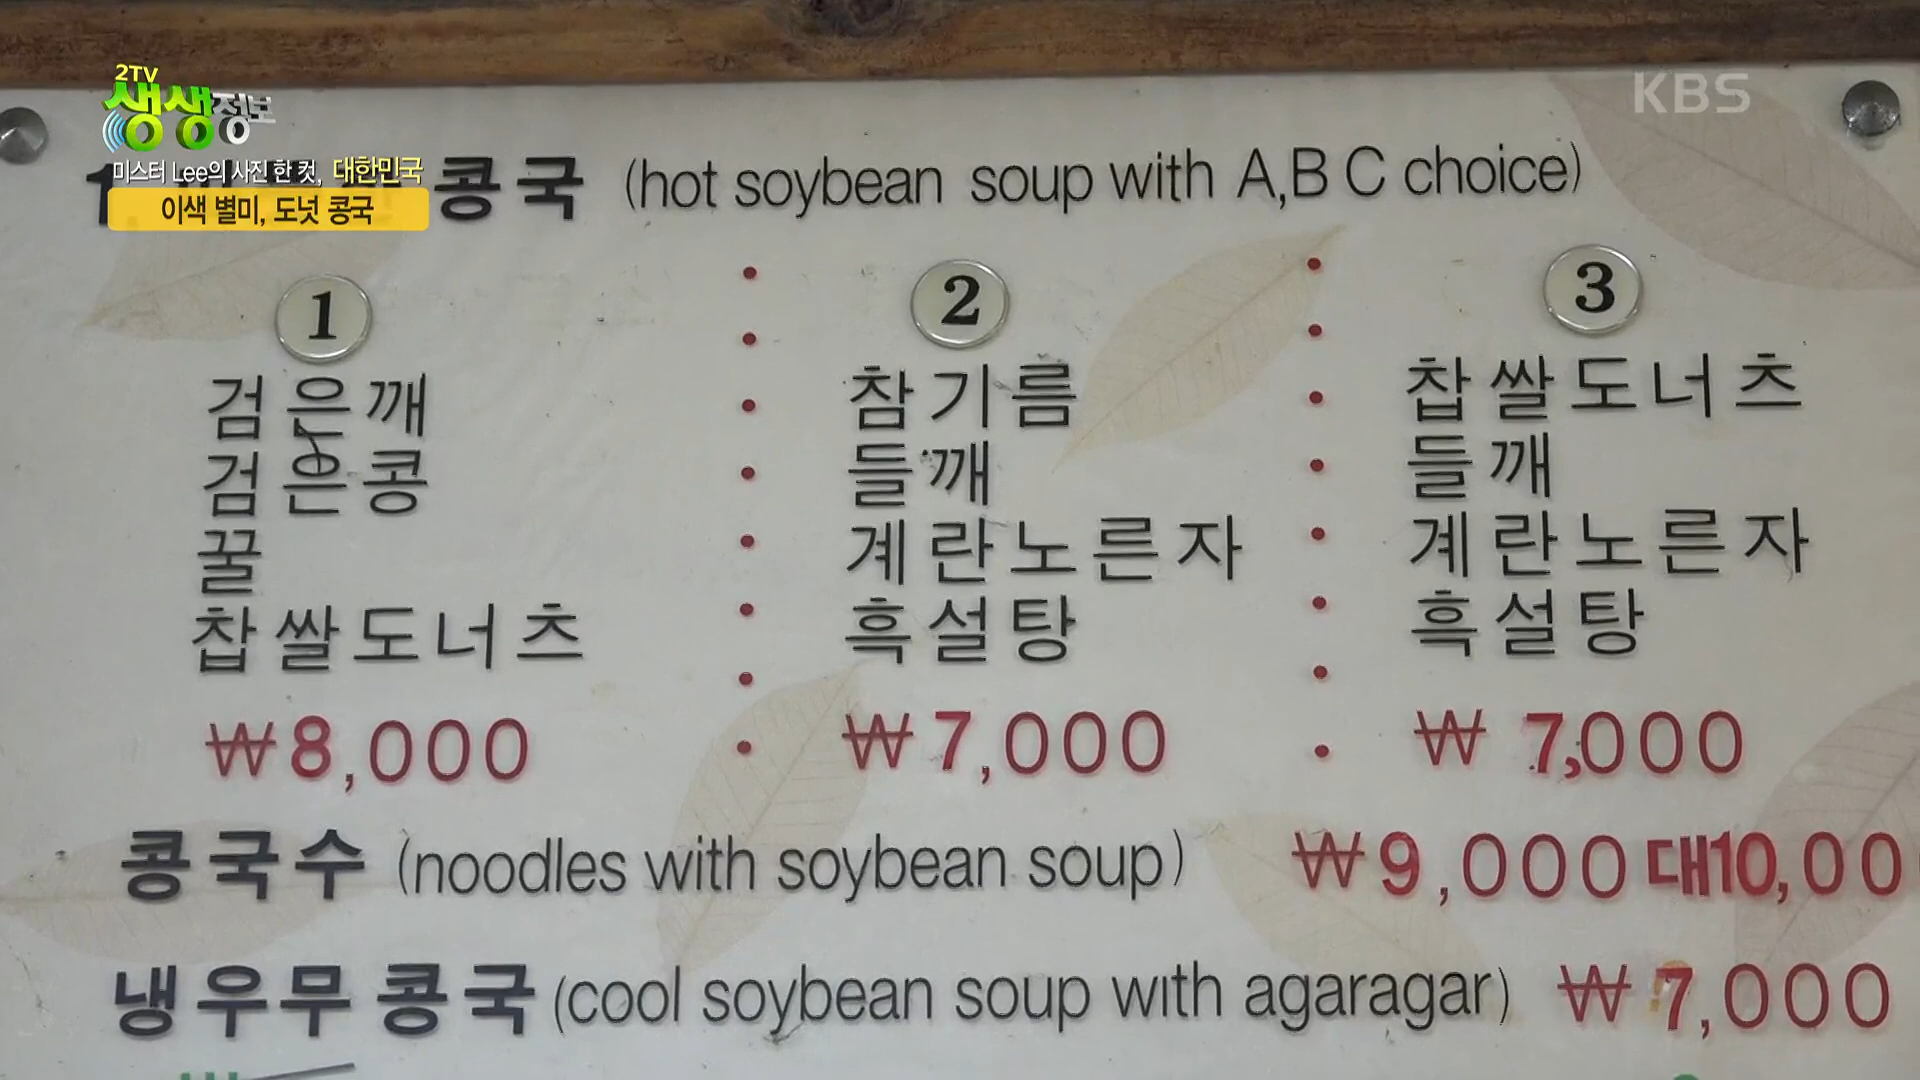 2TV
생생정보
KBS
미스터 Lee의 사진 한 컷, 대한민국
이색 별미, 도넛 콩국
콩국 (hot soybean soup with A,B C choice)
1
검은깨
검은콩
꿀
찹쌀도너츠
₩8,000
2
참기름
들깨
계란노른자
흑설탕
₩7,000
3
찹쌀도너츠
들깨
계란노른자
흑설탕
₩7,000
콩국수 (noodles with soybean soup) ₩9,000 대10,00
냉우무콩국 (cool soybean soup with agaragar) ₩7,000